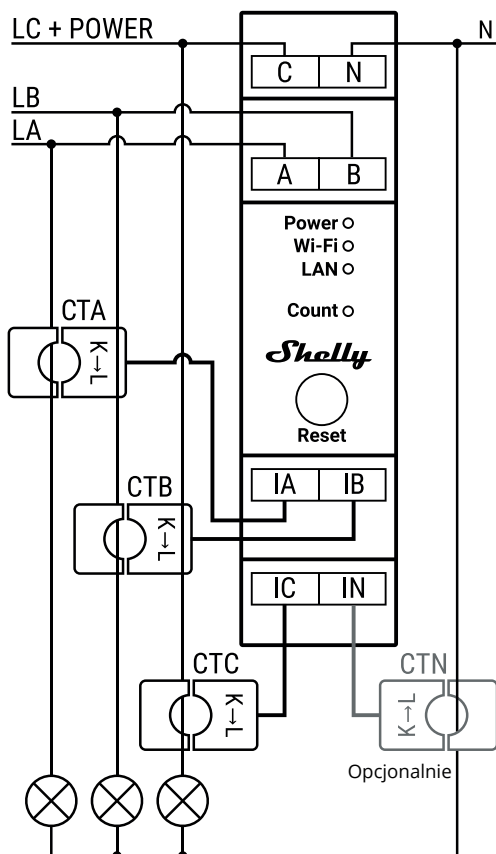 LC + POWER
N
C N
LB
LA
A B
Power
Wi-Fi
LAN
Count
CTA
K→L
Shelly
Reset
IA IB
CTB
K→L
IC IN
CTC
K→L
CTN
K→L
Opcjonalnie